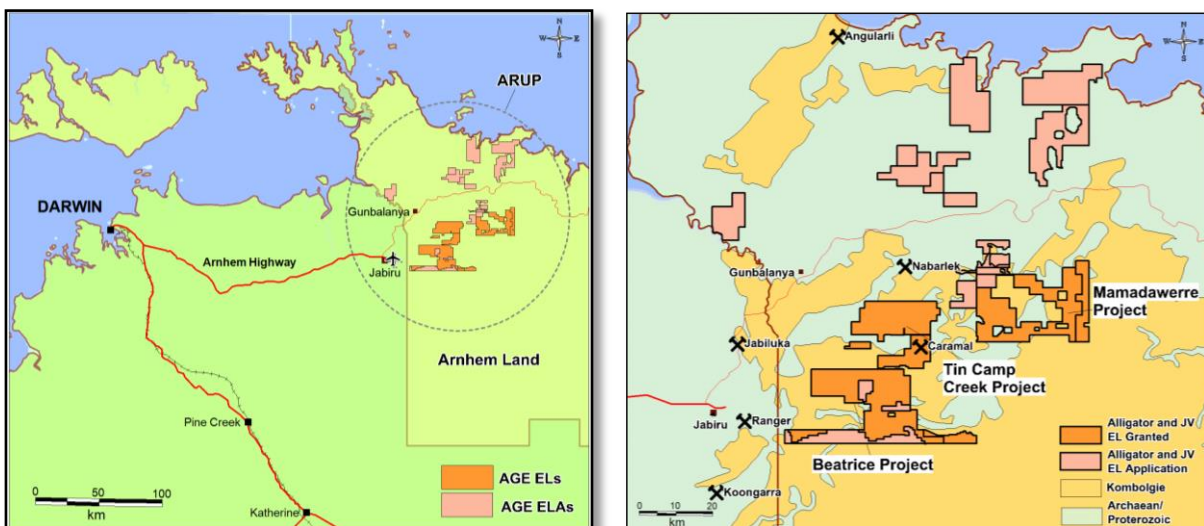 N
W E
S
ARUP
DARWIN
Gunbalanya
Arnhem Highway
Jabiru
Arnhem Land
Pine Creek
Katherine
0 50 100
km
AGE ELs
AGE ELAs
N
W E
S
Angularli
Gunbalanya
Nabarlek
Mamadawerre
Project
Jabiluka
Caramal
Tin Camp
Creek Project
Jabiru
Ranger
Beatrice Project
Koongarra
0 10 20
km
Alligator and JV
EL Granted
Alligator and JV
EL Application
Kombolgie
Archaean/
Proterozoic